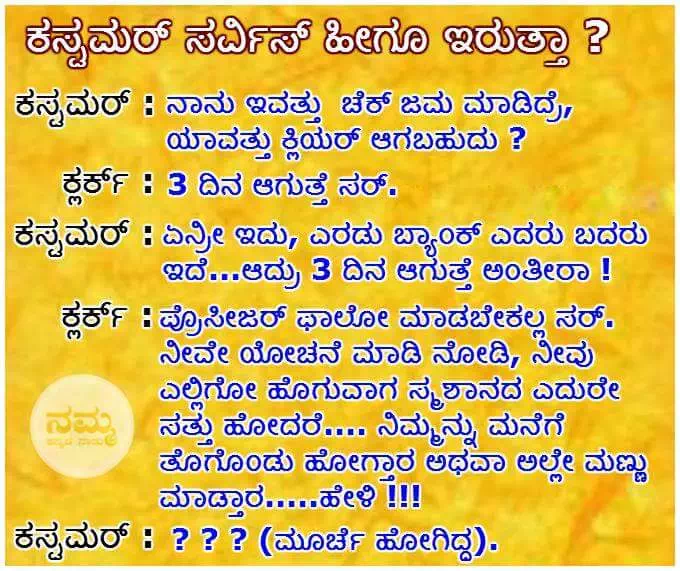 ಕಸ್ಟಮರ್ ಸರ್ವಿಸ್ ಹೀಗೂ ಇರುತ್ತಾ ?
ಕಸ್ಟಮರ್ : ನಾನು ಇವತ್ತು ಚೆಕ್ ಜಮ ಮಾಡಿದ್ರೆ,
ಯಾವತ್ತು ಕ್ಲಿಯರ್ ಆಗಬಹುದು ?
ಕ್ಲರ್ಕ್ : 3 ದಿನ ಆಗುತ್ತೆ ಸರ್.
ಕಸ್ಟಮರ್ : ಏನ್ರೀ ಇದು, ಎರಡು ಬ್ಯಾಂಕ್ ಎದರು ಬದರು
ಇದೆ...ಆದ್ರು 3 ದಿನ ಆಗುತ್ತೆ ಅಂತೀರಾ !
ಕ್ಲರ್ಕ್ : ಪ್ರೊಸೀಜರ್ ಫಾಲೋ ಮಾಡಬೇಕಲ್ಲ ಸರ್.
ನೀವೇ ಯೋಚನೆ ಮಾಡಿ ನೋಡಿ, ನೀವು
ಎಲ್ಲಿಗೋ ಹೊಗುವಾಗ ಸ್ಮಶಾನದ ಎದುರೇ
ಸತ್ತು ಹೋದರೆ.... ನಿಮ್ಮನ್ನು ಮನೆಗೆ
ತೊಗೊಂಡು ಹೋಗ್ತಾರ ಅಥವಾ ಅಲ್ಲೇ ಮಣ್ಣು
ಮಾಡ್ತಾರ.....ಹೇಳಿ !!!
ಕಸ್ಟಮರ್ : ? ? ? (ಮೂರ್ಚೆ ಹೋಗಿದ್ದ).
ನಮ್ಮ